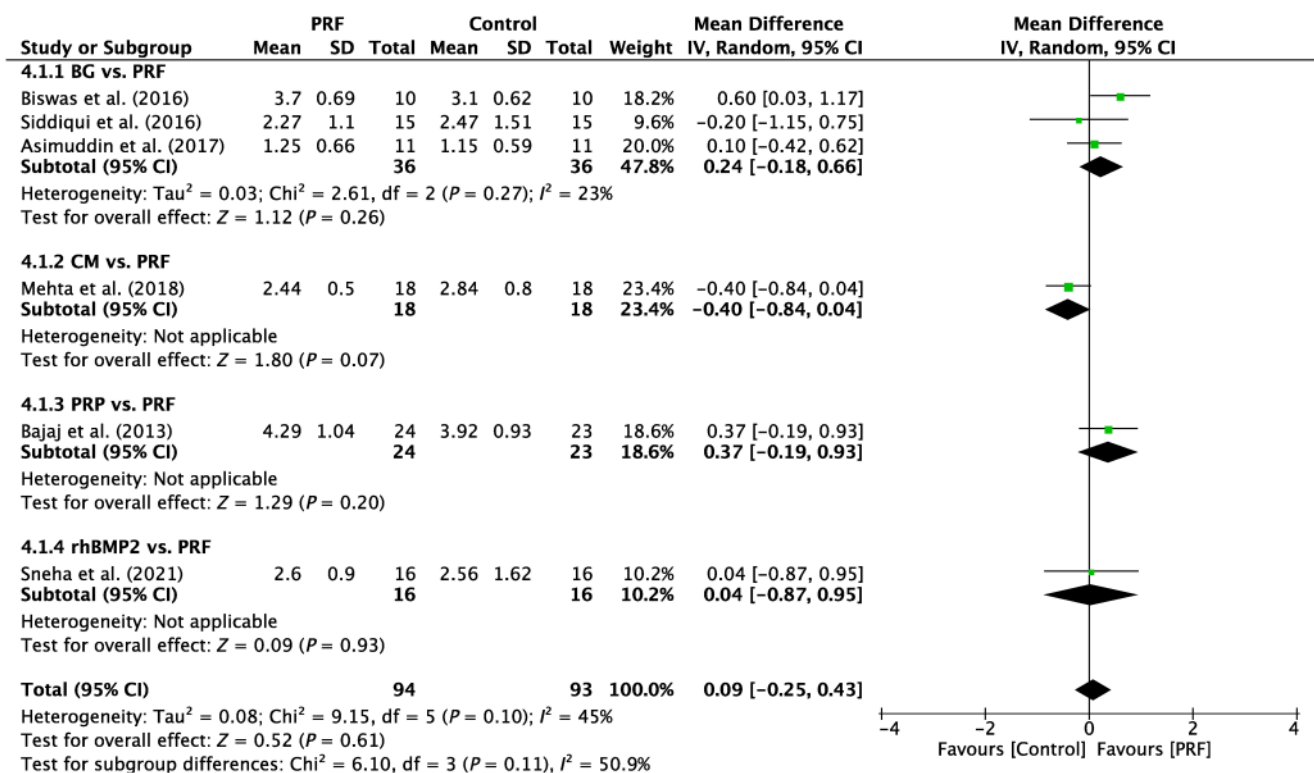 PRF Control Mean Difference Mean Difference
Study or Subgroup Mean SD Total Mean SD Total Weight IV, Random, 95% CI IV, Random, 95% CI
4.1.1 BG vs. PRF
Biswas et al. (2016) 3.7 0.69 10 3.1 0.62 10 18.2% 0.60 [0.03, 1.17]
Siddiqui et al. (2016) 2.27 1.1 15 2.47 1.51 15 9.6% −0.20 [−1.15, 0.75]
Asimuddin et al. (2017) 1.25 0.66 11 1.15 0.59 11 20.0% 0.10 [−0.42, 0.62]
Subtotal (95% CI) 36 36 47.8% 0.24 [−0.18, 0.66]
Heterogeneity: Tau² = 0.03; Chi² = 2.61, df = 2 (P = 0.27); I² = 23%
Test for overall effect: Z = 1.12 (P = 0.26)
4.1.2 CM vs. PRF
Mehta et al. (2018) 2.44 0.5 18 2.84 0.8 18 23.4% −0.40 [−0.84, 0.04]
Subtotal (95% CI) 18 18 23.4% −0.40 [−0.84, 0.04]
Heterogeneity: Not applicable
Test for overall effect: Z = 1.80 (P = 0.07)
4.1.3 PRP vs. PRF
Bajaj et al. (2013) 4.29 1.04 24 3.92 0.93 23 18.6% 0.37 [−0.19, 0.93]
Subtotal (95% CI) 24 23 18.6% 0.37 [−0.19, 0.93]
Heterogeneity: Not applicable
Test for overall effect: Z = 1.29 (P = 0.20)
4.1.4 rhBMP2 vs. PRF
Sneha et al. (2021) 2.6 0.9 16 2.56 1.62 16 10.2% 0.04 [−0.87, 0.95]
Subtotal (95% CI) 16 16 10.2% 0.04 [−0.87, 0.95]
Heterogeneity: Not applicable
Test for overall effect: Z = 0.09 (P = 0.93)
Total (95% CI) 94 93 100.0% 0.09 [−0.25, 0.43]
Heterogeneity: Tau² = 0.08; Chi² = 9.15, df = 5 (P = 0.10); I² = 45%
Test for overall effect: Z = 0.52 (P = 0.61)
Test for subgroup differences: Chi² = 6.10, df = 3 (P = 0.11), I² = 50.9%
−4 −2 0 2 4
Favours [Control] Favours [PRF]